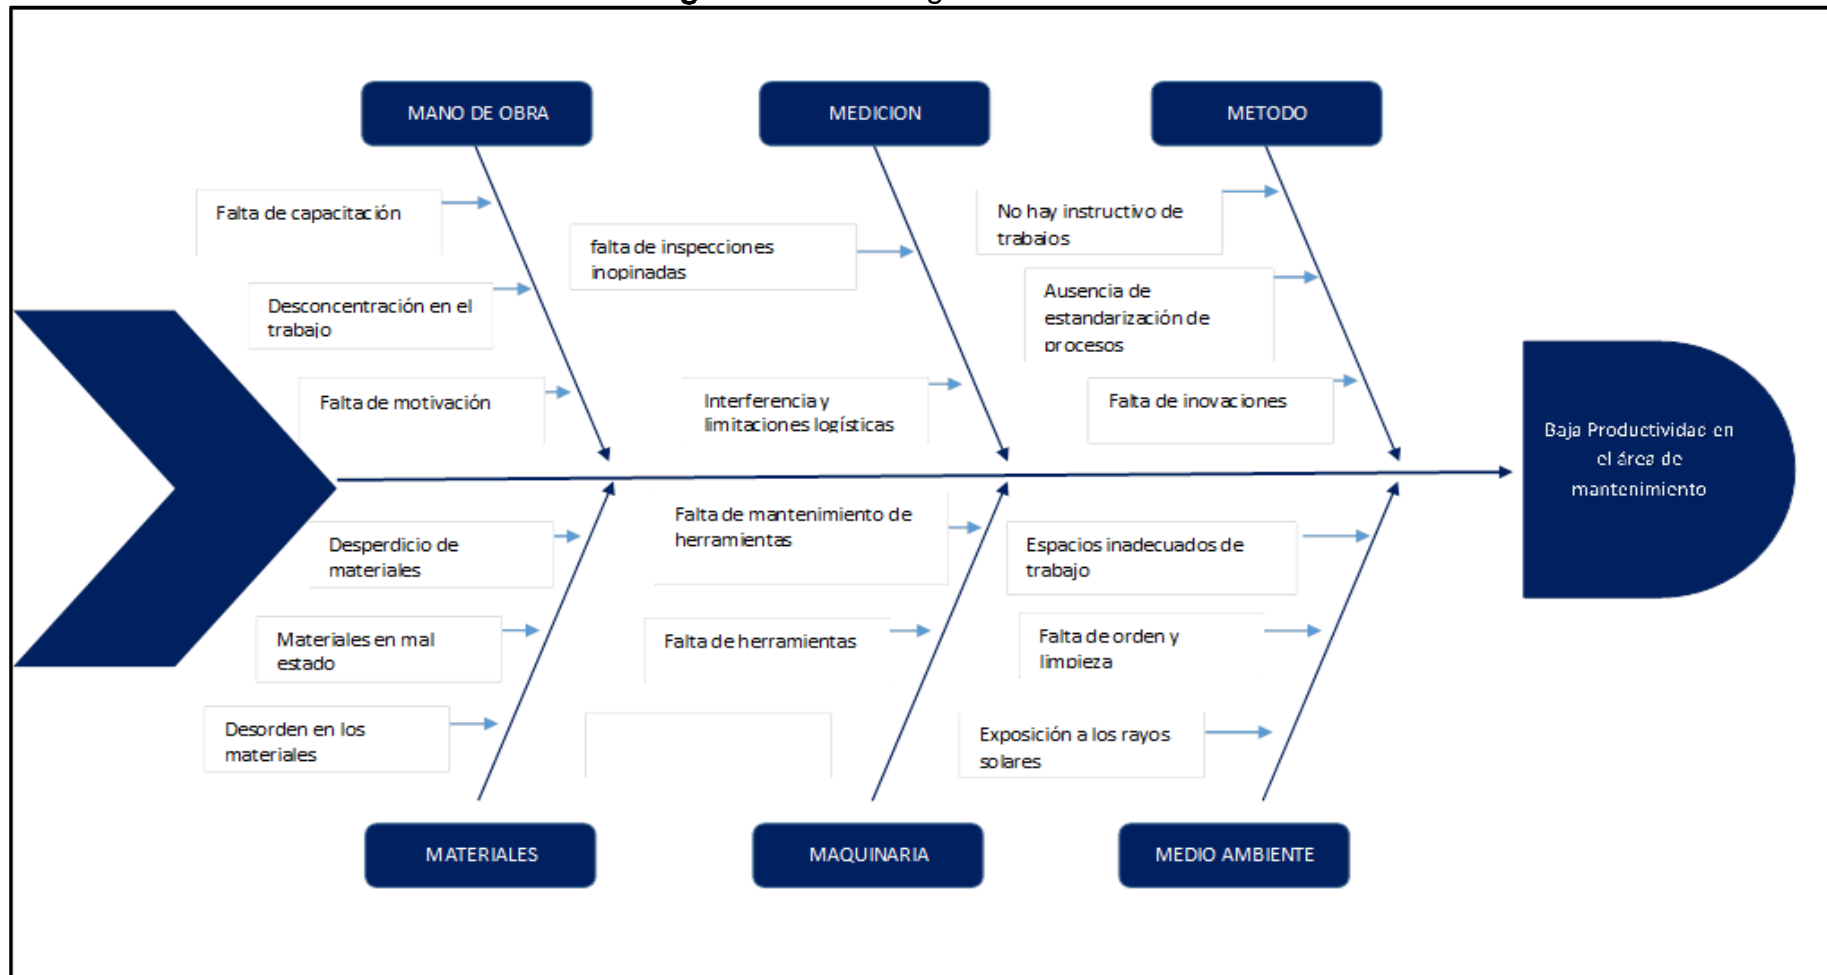 MANO DE OBRA
MEDICION
METODO
Falta de capacitación
Desconcentración en el
trabajo
Falta de motivación
falta de inspecciones
inopinadas
Interferencia y
limitaciones logísticas
No hay instructivo de
trabajos
Ausencia de
estandarización de
procesos
Falta de inovaciones
Baja Productividad en
el área de
mantenimiento
Desperdicio de
materiales
Materiales en mal
estado
Desorden en los
materiales
Falta de mantenimiento de
herramientas
Falta de herramientas
Espacios inadecuados de
trabajo
Falta de orden y
limpieza
Exposición a los rayos
solares
MATERIALES
MAQUINARIA
MEDIO AMBIENTE